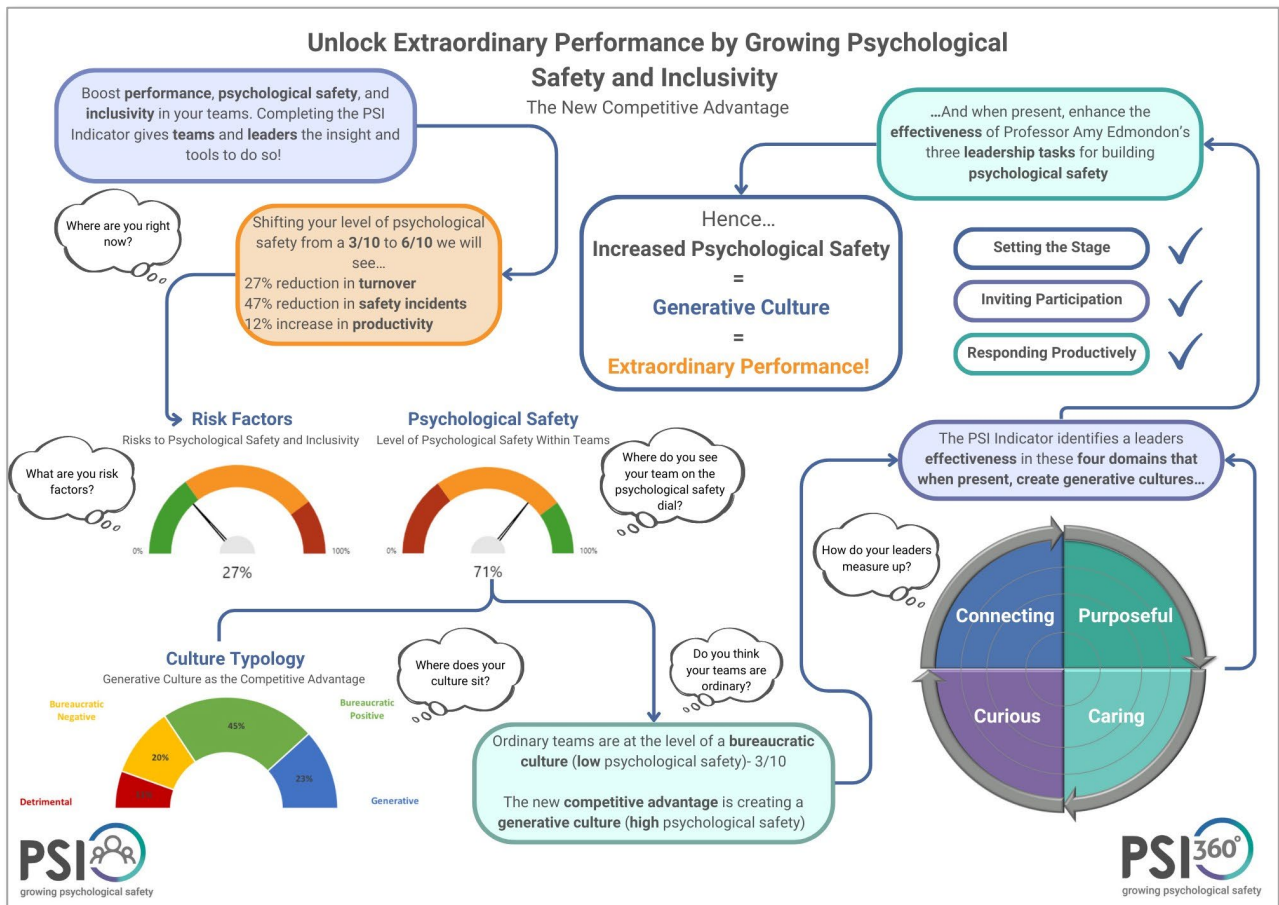 Unlock Extraordinary Performance by Growing Psychological
Safety and Inclusivity
The New Competitive Advantage
Boost performance, psychological safety, and
inclusivity in your teams. Completing the PSI
Indicator gives teams and leaders the insight and
tools to do so!
Where are you right
now?
Shifting your level of psychological
safety from a 3/10 to 6/10 we will
see...
27% reduction in turnover
47% reduction in safety incidents
12% increase in productivity
Risk Factors
Risks to Psychological Safety and Inclusivity
What are you risk
factors?
0%
100%
27%
Psychological Safety
Level of Psychological Safety Within Teams
Where do you see
your team on the
psychological safety
dial?
0%
100%
71%
Culture Typology
Generative Culture as the Competitive Advantage
Where does your
culture sit?
Bureaucratic
Negative
Bureaucratic
Positive
45%
20%
23%
Detrimental
Generative
Do you think
your teams are
ordinary?
Ordinary teams are at the level of a bureaucratic
culture (low psychological safety)- 3/10
The new competitive advantage is creating a
generative culture (high psychological safety)
The PSI Indicator identifies a leaders
effectiveness in these four domains that
when present, create generative cultures...
How do your leaders
measure up?
Connecting
Purposeful
Curious
Caring
...And when present, enhance the
effectiveness of Professor Amy Edmondon's
three leadership tasks for building
psychological safety
Setting the Stage
Inviting Participation
Responding Productively
Hence...
Increased Psychological Safety
=
Generative Culture
=
Extraordinary Performance!
PSI
growing psychological safety
PSI 360°
growing psychological safety